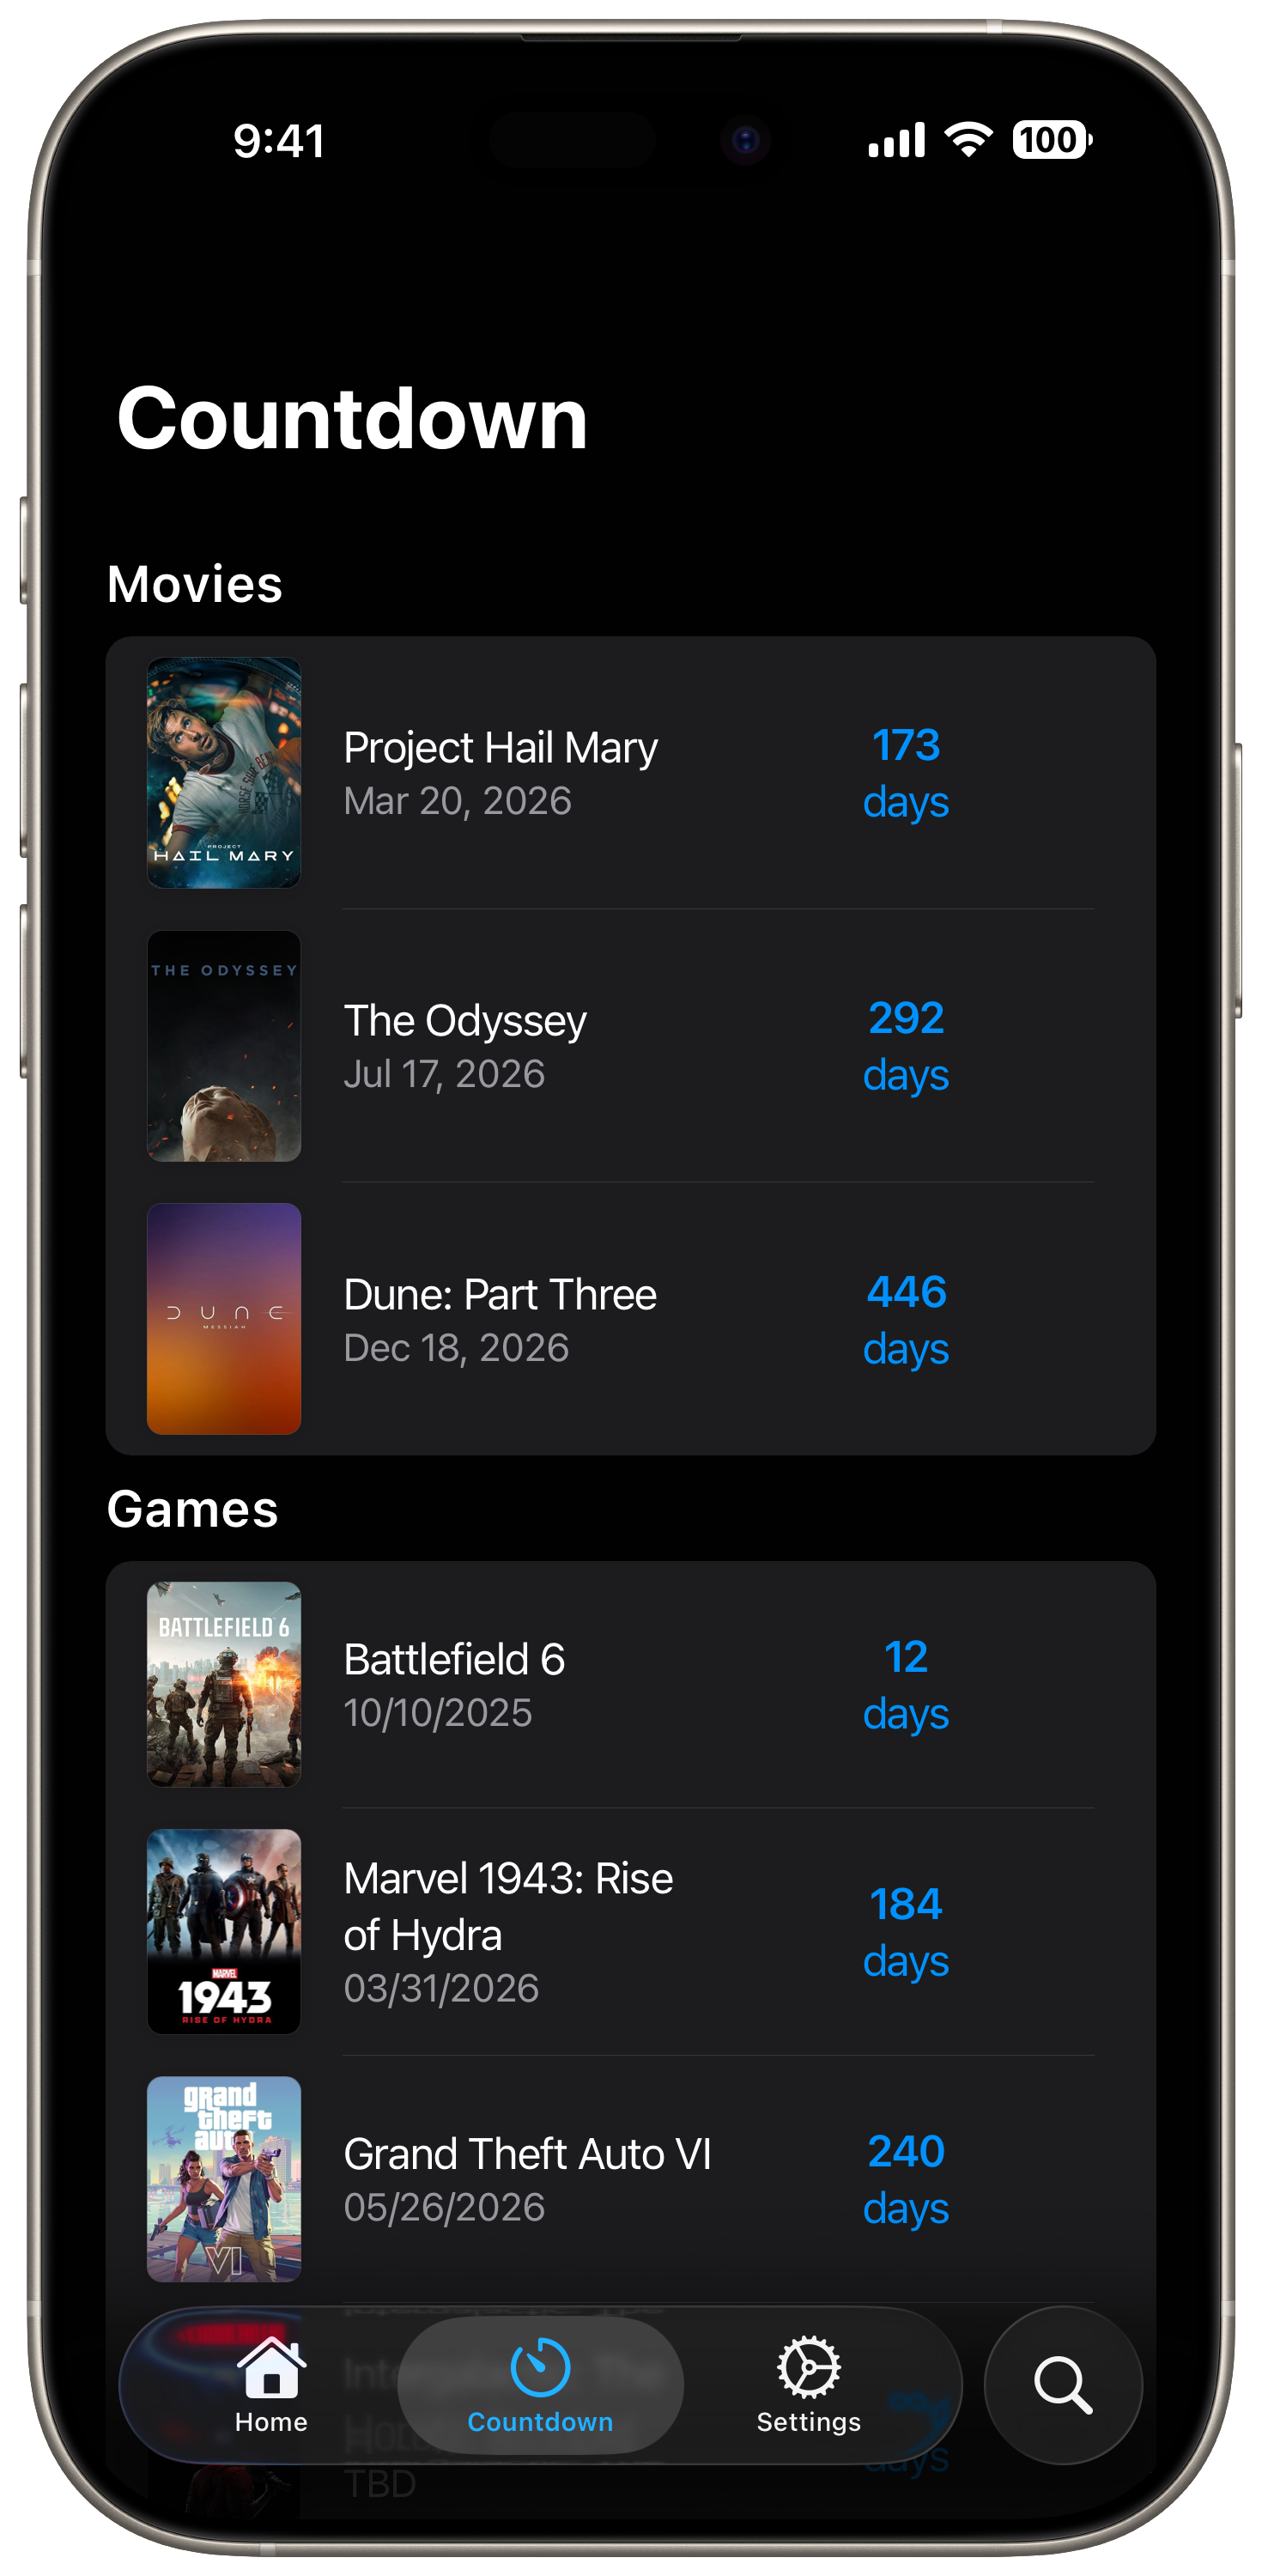 9:41
100
Countdown
Movies
HORSE SHOE BEND
PROJECT
HAIL MARY
Project Hail Mary
Mar 20, 2026
173
days
THE ODYSSEY
The Odyssey
Jul 17, 2026
292
days
DUNE
MESSIAH
Dune: Part Three
Dec 18, 2026
446
days
Games
BATTLEFIELD 6
Battlefield 6
10/10/2025
12
days
MARVEL
1943
RISE OF HYDRA
Marvel 1943: Rise
of Hydra
03/31/2026
184
days
grand
theft
auto
VI
Grand Theft Auto VI
05/26/2026
240
days
Home
Countdown
Settings
TBD
days